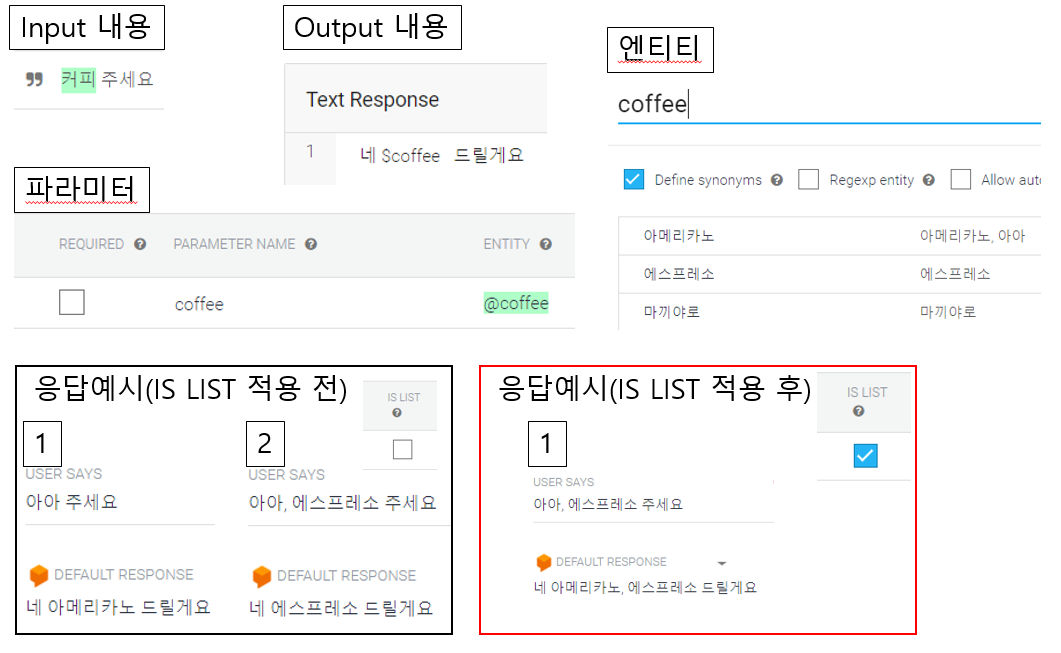 Input 내용
커피 주세요
Output 내용
Text Response
1 네 $coffee 드릴게요
엔티티
coffee
Define synonyms Regexp entity Allow auto
아메리카노 아메리카노, 아아
에스프레소 에스프레소
마끼야로 마끼야로
파라미터
REQUIRED PARAMETER NAME ENTITY
coffee @coffee
응답예시(IS LIST 적용 전)
IS LIST
1
USER SAYS
아아 주세요
DEFAULT RESPONSE
네 아메리카노 드릴게요
2
USER SAYS
아아, 에스프레소 주세요
DEFAULT RESPONSE
네 에스프레소 드릴게요
응답예시(IS LIST 적용 후)
IS LIST
1
USER SAYS
아아, 에스프레소 주세요
DEFAULT RESPONSE
네 아메리카노, 에스프레소 드릴게요